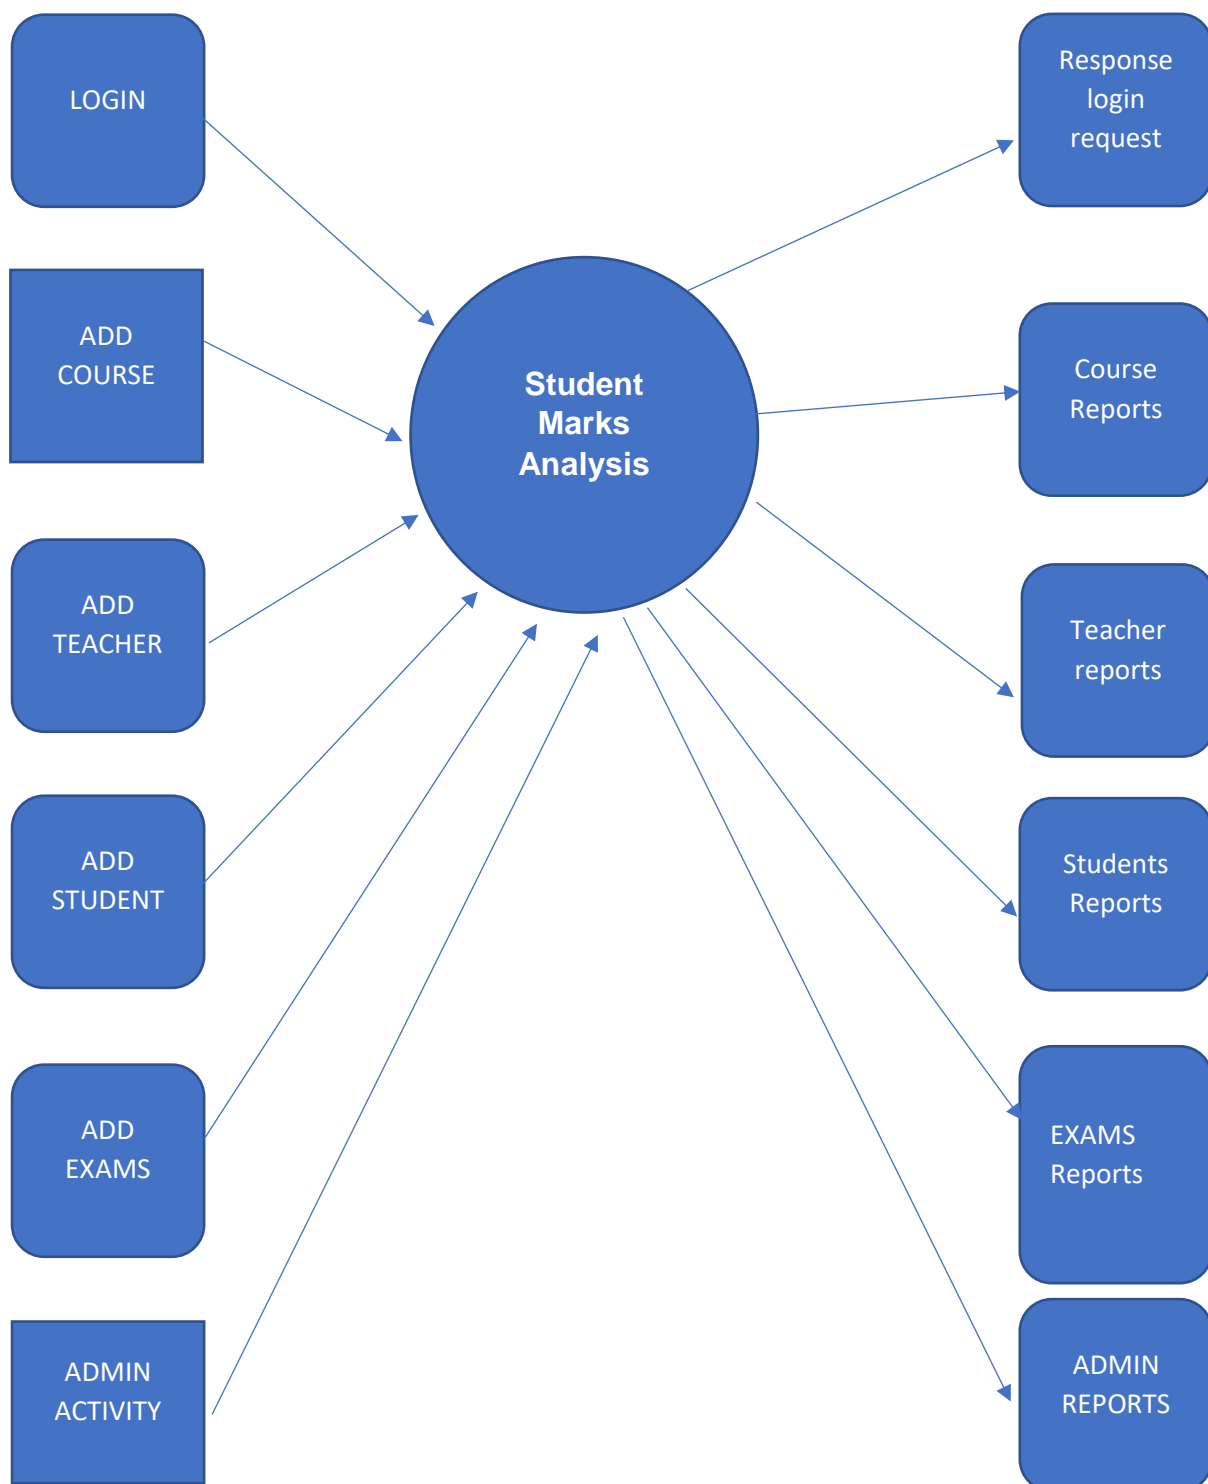 LOGIN
ADD
COURSE
ADD
TEACHER
ADD
STUDENT
ADD
EXAMS
ADMIN
ACTIVITY
Student
Marks
Analysis
Response
login
request
Course
Reports
Teacher
reports
Students
Reports
EXAMS
Reports
ADMIN
REPORTS